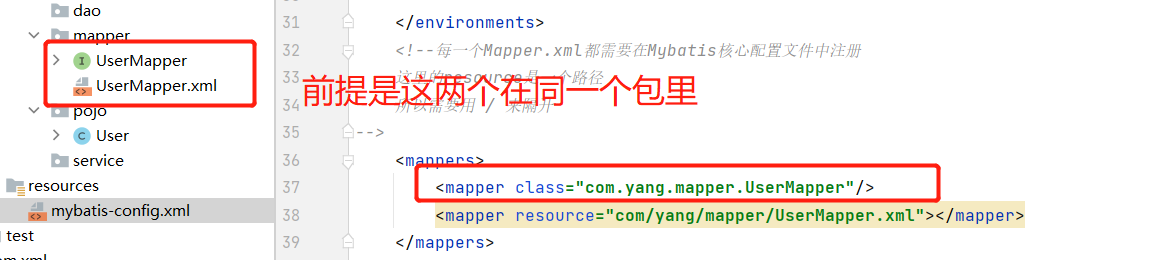 dao
mapper
UserMapper
UserMapper.xml
pojo
User
service
resources
mybatis-config.xml
test
31 </environments>
32 <!--每一个Mapper.xml都需要在Mybatis核心配置文件中注册
33 这里的resource是一个路径
前提是这两个在同一个包里
34 所以需要用 / 来隔开
35 -->
36 <mappers>
37 <mapper class="com.yang.mapper.UserMapper"/>
38 <mapper resource="com/yang/mapper/UserMapper.xml"></mapper>
39 </mappers>